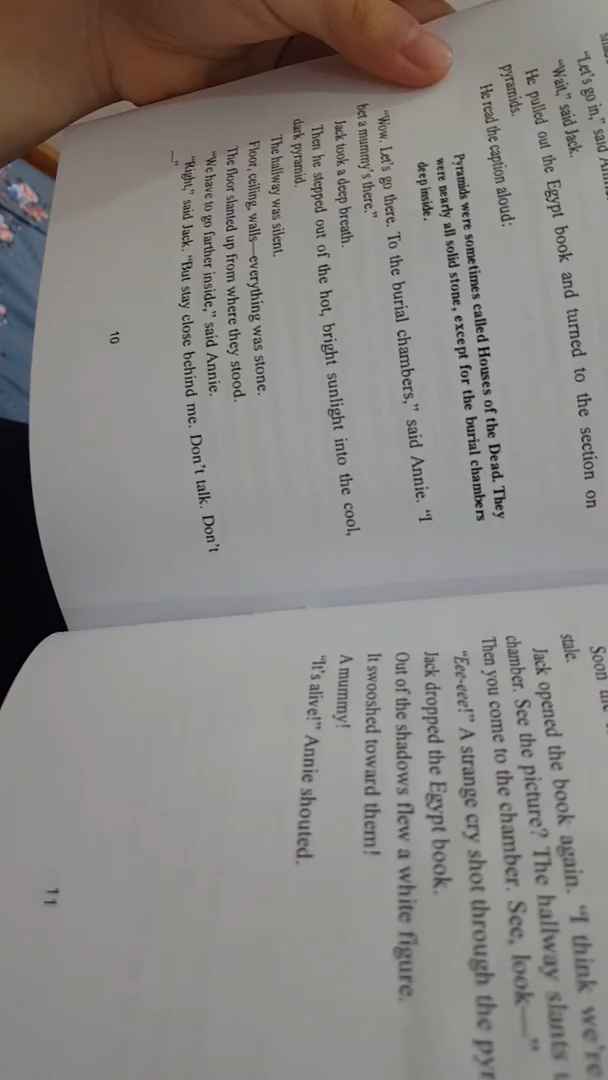 "Let's go in," said
"Wait," said Jack.
He pulled out the Egypt book and turned to the section on
pyramids.
He read the caption aloud:
Pyramids were sometimes called Houses of the Dead. They
were nearly all solid stone, except for the burial chambers
deep inside.
"Wow. Let's go there. To the burial chambers," said Annie. "I
bet a mummy's there."
Jack took a deep breath.
Then he stepped out of the hot, bright sunlight into the cool,
dark pyramid.
The hallway was silent.
Floor, ceiling, walls—everything was stone.
The floor slanted up from where they stood.
"We have to go farther inside," said Annie.
"Right," said Jack. "But stay close behind me. Don't talk. Don't
—"
10
Soon the
stale.
Jack opened the book again. "I think we're
chamber. See the picture? The hallway slants
Then you come to the chamber. See, look—"
"Eee-eee!" A strange cry shot through the pyr
Jack dropped the Egypt book.
Out of the shadows flew a white figure.
It swooshed toward them!
A mummy!
"It's alive!" Annie shouted.
11